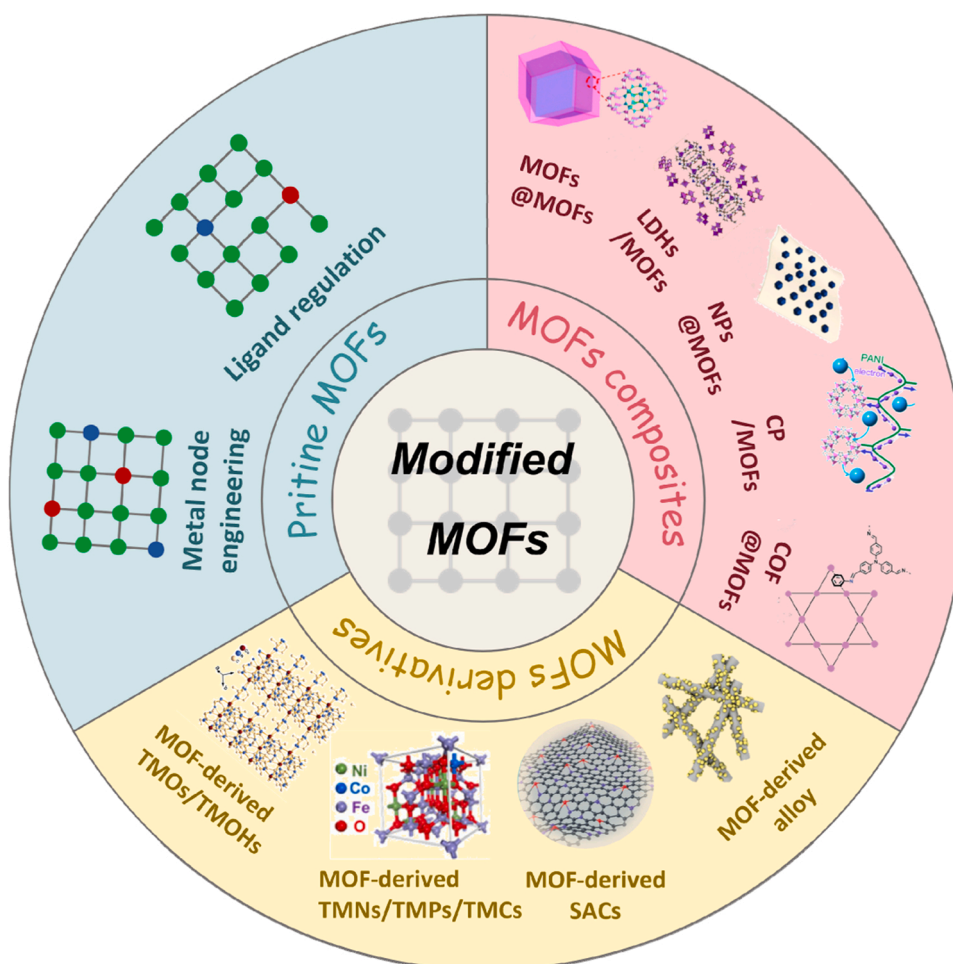 Modified
MOFs
Pritine MOFs
Ligand regulation
Metal node
engineering
MOFs composites
MOFs
@MOFs
LDHs
/MOFs
NPs
@MOFs
CP
/MOFs
PANI
electron
COF
@MOFs
MOFs derivatives
MOF-derived
TMOs/TMOHs
Ni
Co
Fe
O
MOF-derived
TMNs/TMPs/TMCs
MOF-derived
SACs
MOF-derived
alloy